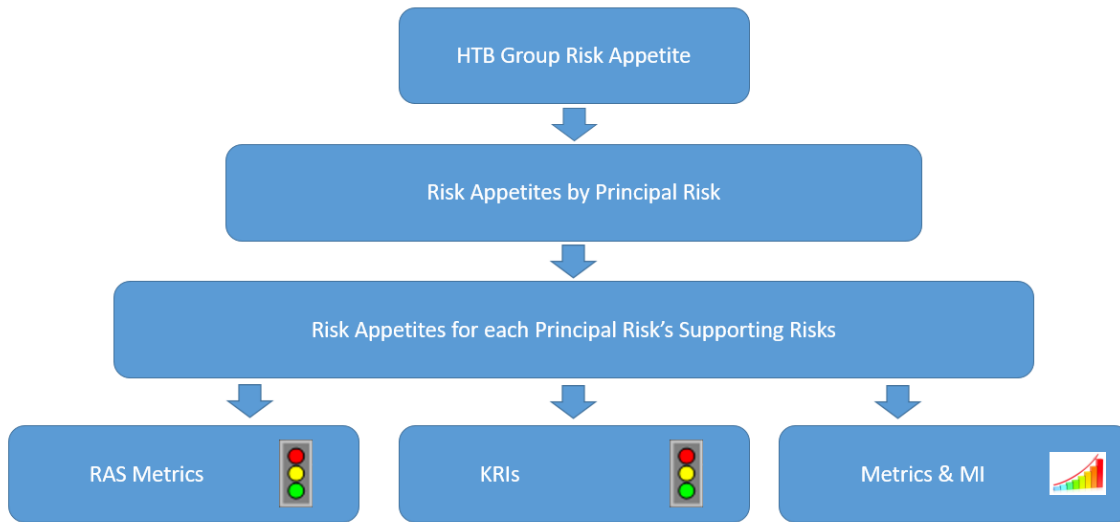 HTB Group Risk Appetite
Risk Appetites by Principal Risk
Risk Appetites for each Principal Risk’s Supporting Risks
RAS Metrics
KRIs
Metrics & MI